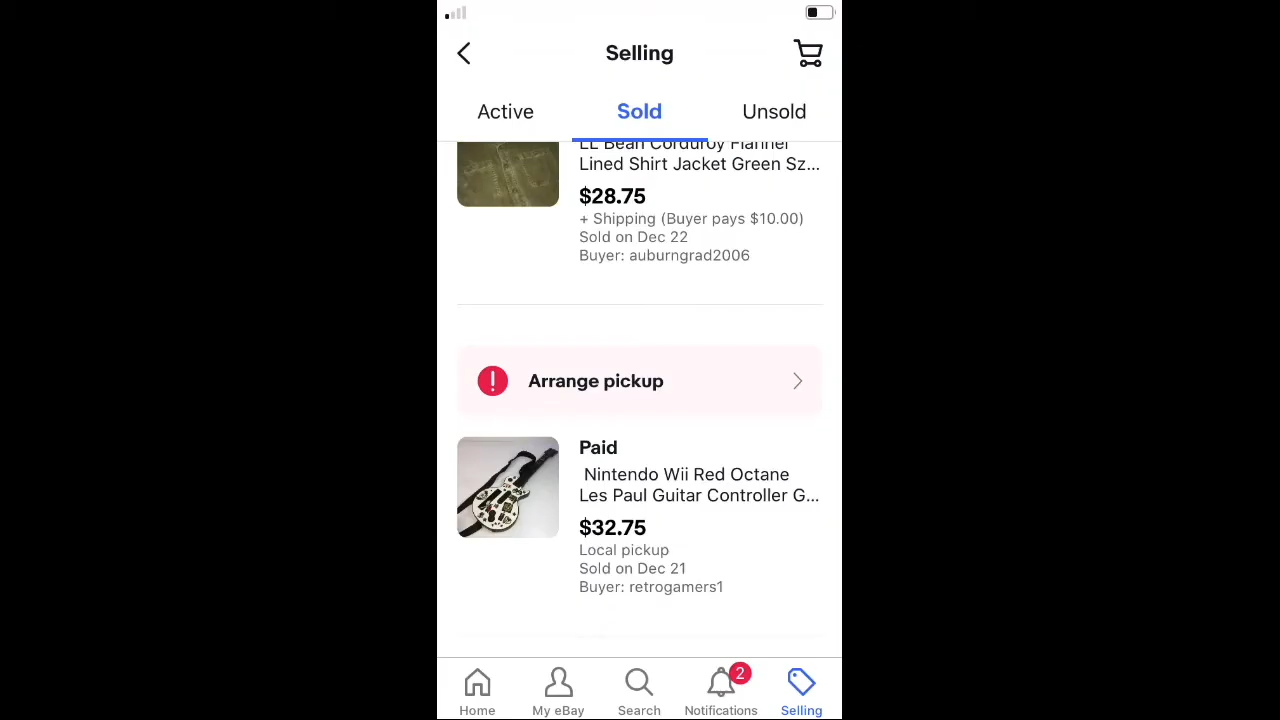 Selling
Active
Sold
Unsold
LL Bean Corduroy Flannel
Lined Shirt Jacket Green Sz...
$28.75
+ Shipping (Buyer pays $10.00)
Sold on Dec 22
Buyer: auburngrad2006
Arrange pickup
Paid
Nintendo Wii Red Octane
Les Paul Guitar Controller G...
$32.75
Local pickup
Sold on Dec 21
Buyer: retrogamers1
2
Home
My eBay
Search
Notifications
Selling